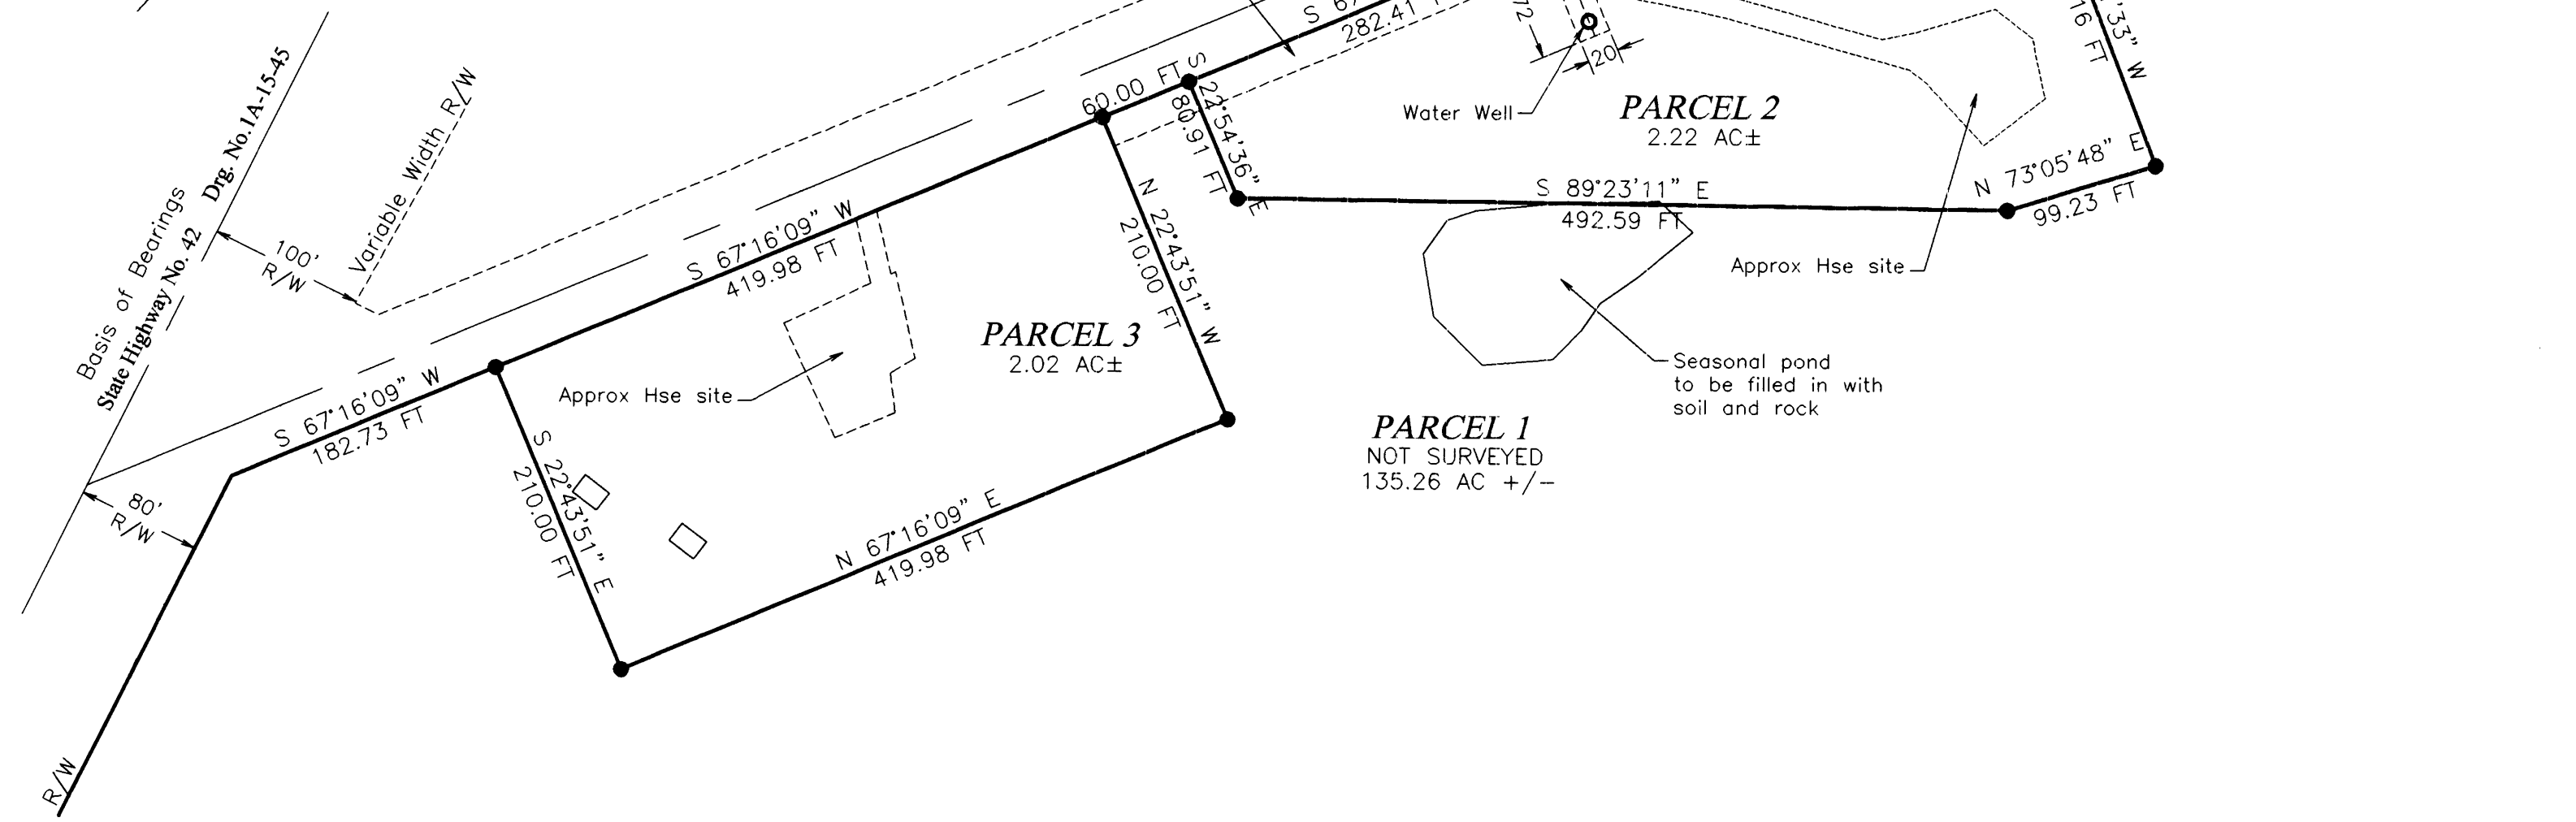 Basis of Bearings
State Highway No. 42 Drg. No.1A-15-45
Variable Width R/W
100'
R/W
80'
R/W
R/W
S 67°16'09" W
182.73 FT
S 67°16'09" W
419.98 FT
60.00 FT
282.41
S 22°54'36" E
80.91 FT
N 22°43'51" W
210.00 FT
S 22°43'51" E
210.00 FT
N 67°16'09" E
419.98 FT
Approx Hse site
PARCEL 3
2.02 AC±
72
20
Water Well
PARCEL 2
2.22 AC±
S 89°23'11" E
492.59 FT
N 73°05'48" E
99.23 FT
'33" W
16 FT
Approx Hse site
Seasonal pond
to be filled in with
soil and rock
PARCEL 1
NOT SURVEYED
135.26 AC +/-